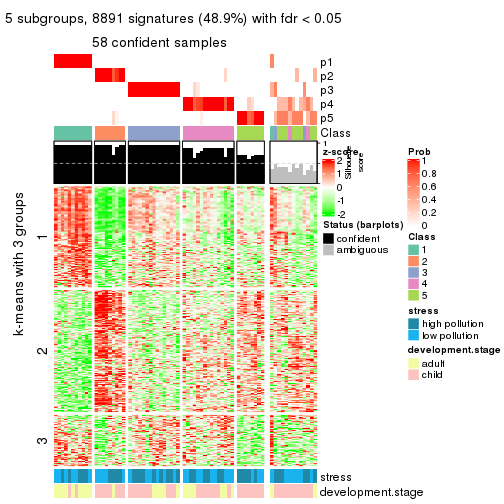 5 subgroups, 8891 signatures (48.9%) with fdr < 0.05
58 confident samples
p1
p2
p3
p4
p5
Class
1
Silhouette
score
k-means with 3 groups
1
2
3
stress
development.stage
z-score
2
1
0
-1
-2
Status (barplots)
confident
ambiguous
Prob
1
0.8
0.6
0.4
0.2
0
Class
1
2
3
4
5
stress
high pollution
low pollution
development.stage
adult
child